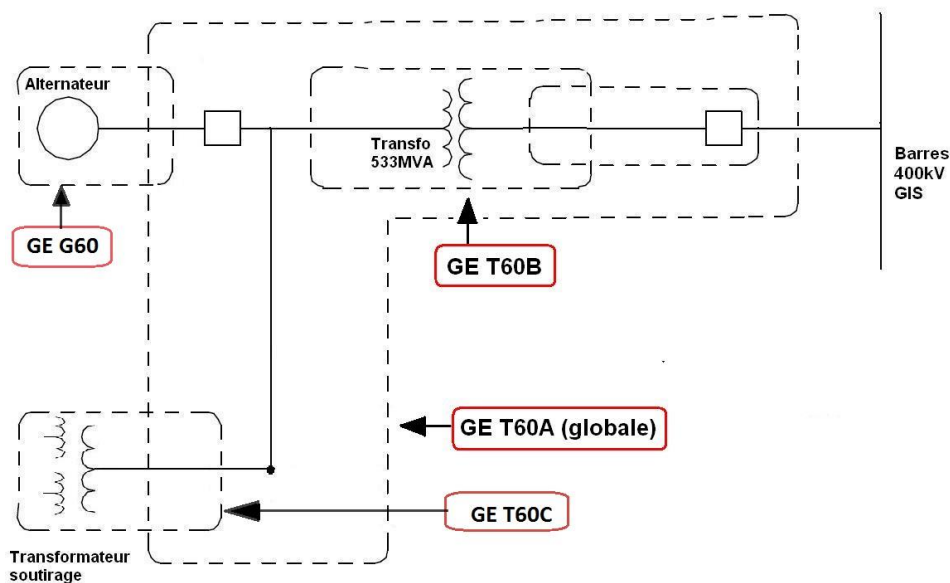 Alternateur
Transfo
533MVA
Barres
400kV
GIS
GE G60
GE T60B
GE T60A (globale)
GE T60C
Transformateur
soutirage